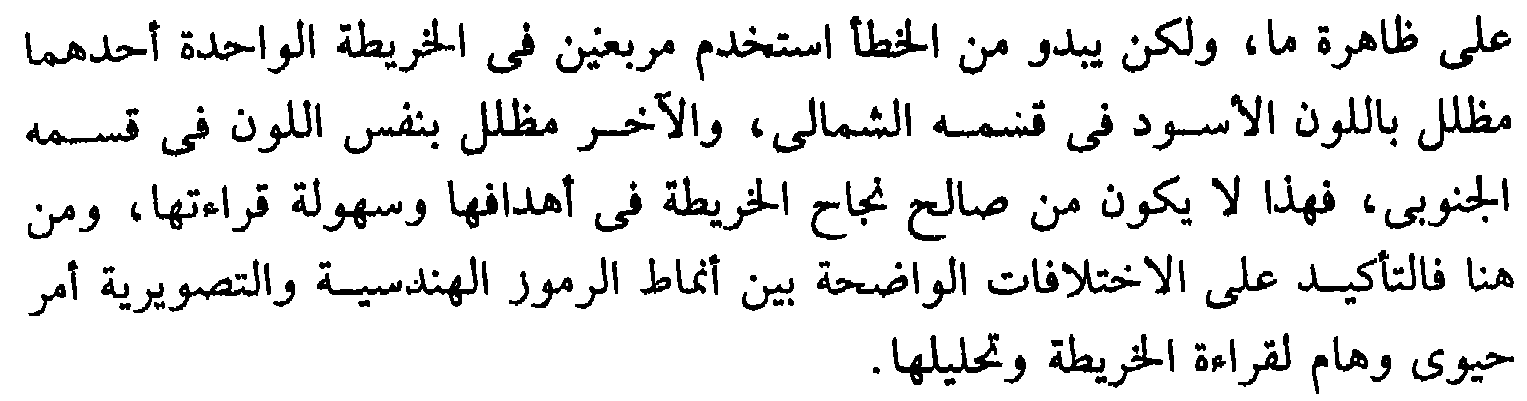 على ظاهرة ما، ولكن يبدو من الخطأ استخدم مربعين فى الخريطة الواحدة أحدهما
مظلل باللون الأسود فى قسمه الشمالى، والآخر مظلل بنفس اللون فى قسمه
الجنوبى، فهذا لا يكون من صالح نجاح الخريطة فى أهدافها وسهولة قراءتها، ومن
هنا فالتأكيد على الاختلافات الواضحة بين أنماط الرموز الهندسية والتصويرية أمر
حيوى وهام لقراءة الخريطة وتحليلها.